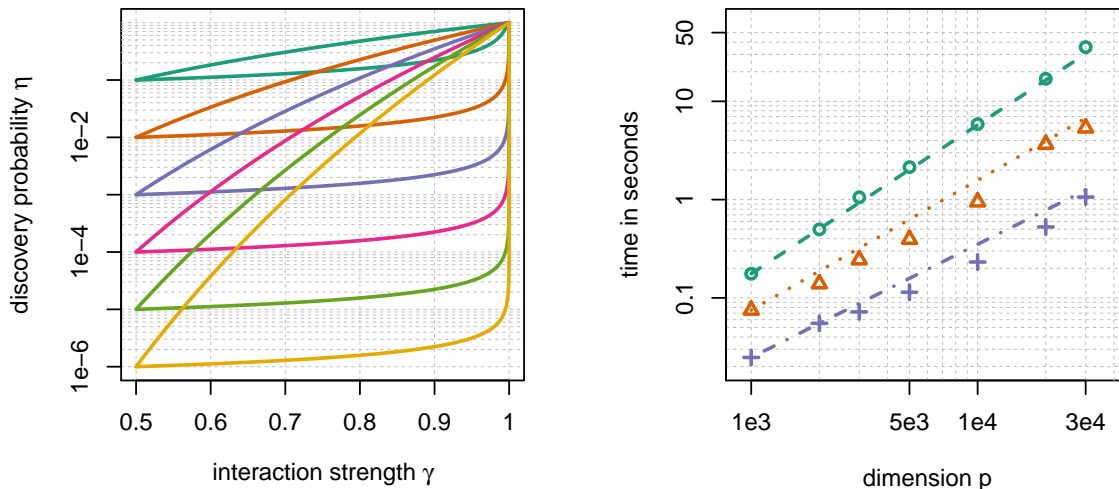 discovery probability η
1e-6
1e-4
1e-2
0.5 0.6 0.7 0.8 0.9 1
interaction strength γ
time in seconds
0.1
1
10
50
1e3 5e3 1e4 3e4
dimension p